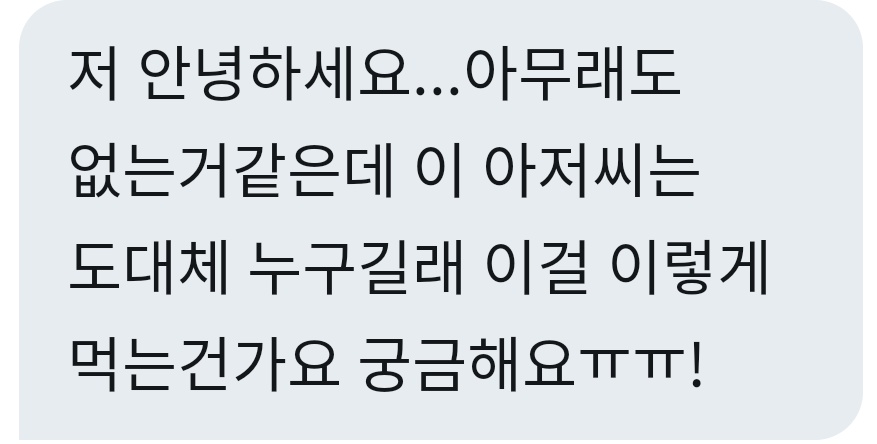 저 안녕하세요...아무래도
없는거같은데 이 아저씨는
도대체 누구길래 이걸 이렇게
먹는건가요 궁금해요ㅠㅠ!